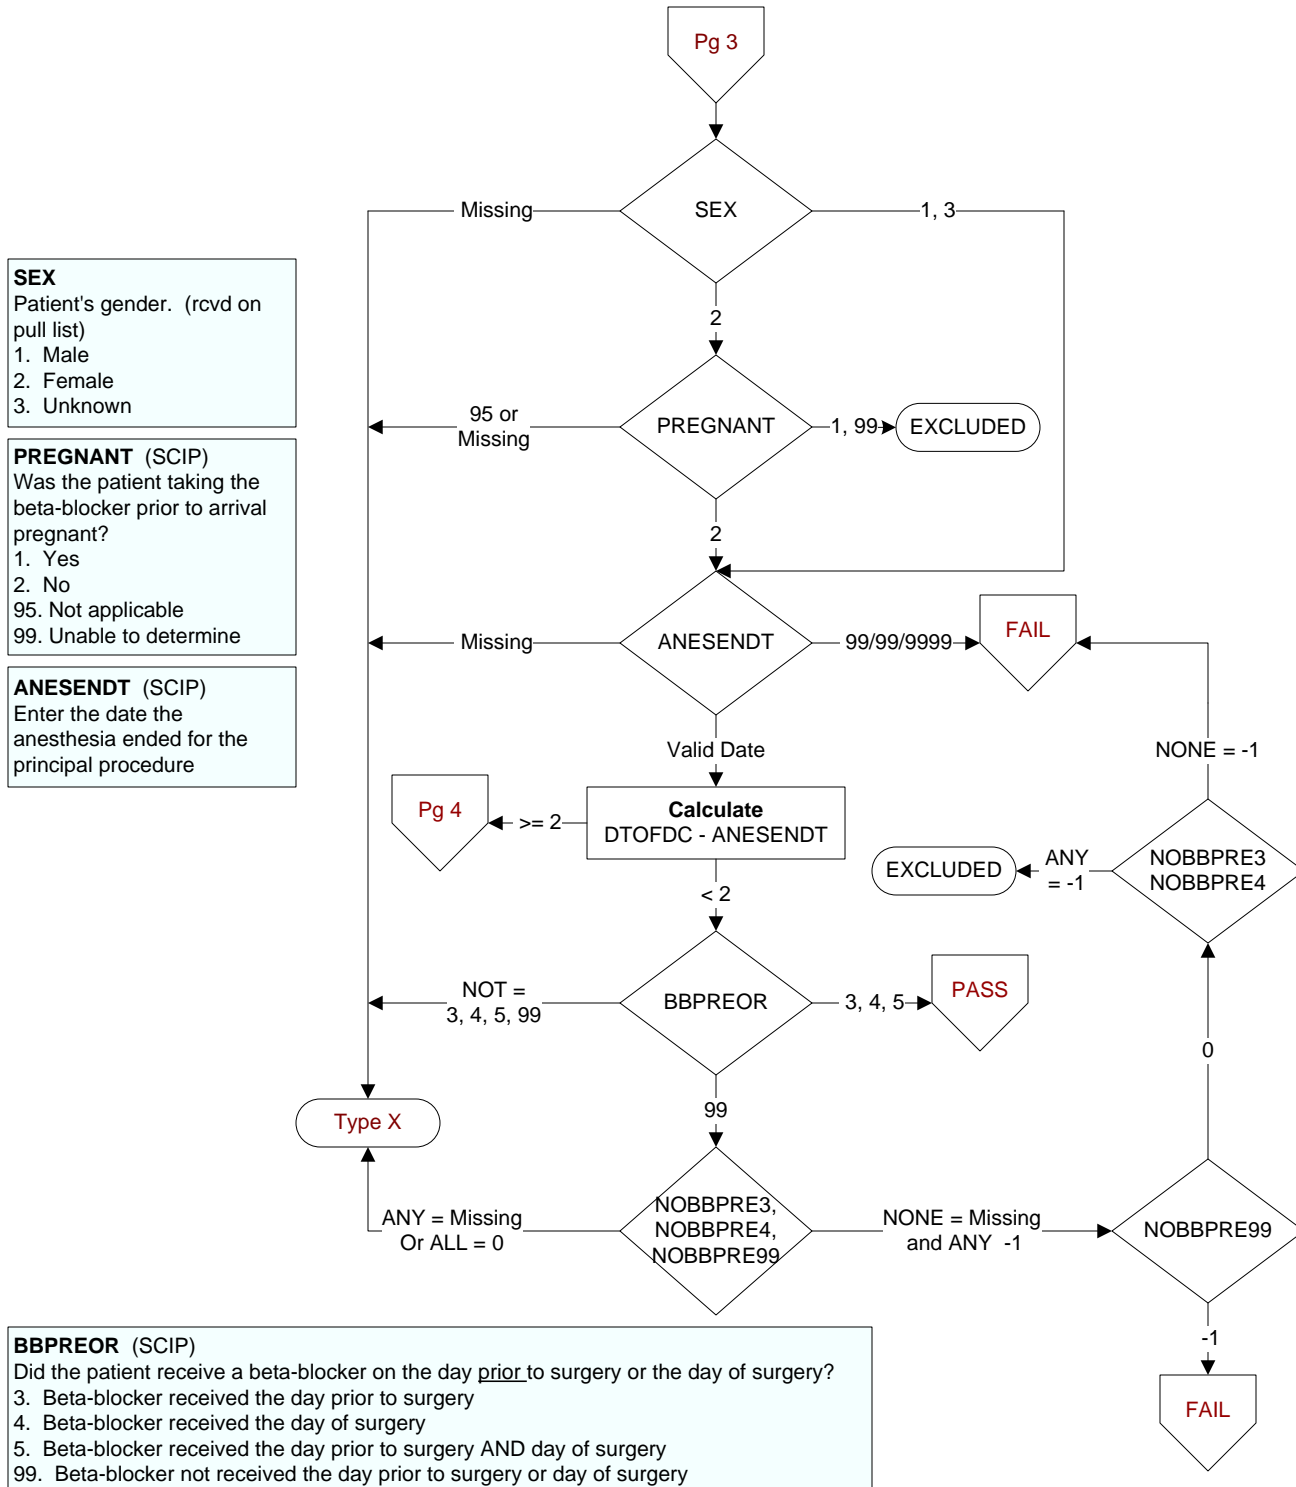 Pg 3
SEX
Missing
1, 3
2
SEX
Patient's gender.  (rcvd on
pull list)
1.  Male
2.  Female
3.  Unknown
PREGNANT
95 or
Missing
1, 99
EXCLUDED
2
PREGNANT  (SCIP)
Was the patient taking the
beta-blocker prior to arrival
pregnant?
1.  Yes
2.  No
95. Not applicable
99. Unable to determine
ANESENDT
Missing
99/99/9999
FAIL
Valid Date
ANESENDT  (SCIP)
Enter the date the
anesthesia ended for the
principal procedure
Calculate
DTOFDC - ANESENDT
>= 2
Pg 4
< 2
NONE = -1
NOBBPRE3
NOBBPRE4
ANY
= -1
EXCLUDED
BBPREOR
NOT =
3, 4, 5, 99
3, 4, 5
PASS
99
0
Type X
NOBBPRE3,
NOBBPRE4,
NOBBPRE99
ANY = Missing
Or ALL = 0
NONE = Missing
and ANY  -1
NOBBPRE99
-1
FAIL
BBPREOR  (SCIP)
Did the patient receive a beta-blocker on the day prior to surgery or the day of surgery?
3.  Beta-blocker received the day prior to surgery
4.  Beta-blocker received the day of surgery
5.  Beta-blocker received the day prior to surgery AND day of surgery
99.  Beta-blocker not received the day prior to surgery or day of surgery